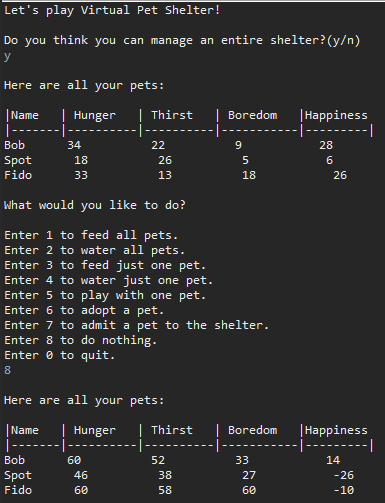 Let's play Virtual Pet Shelter!
Do you think you can manage an entire shelter?(y/n)
y
Here are all your pets:
|Name   | Hunger   | Thirst   | Boredom   |Happiness
|-------|----------|----------|-----------|---------|
Bob      34         22         9           28
Spot      18         26         5           6
Fido      33         13         18           26
What would you like to do?
Enter 1 to feed all pets.
Enter 2 to water all pets.
Enter 3 to feed just one pet.
Enter 4 to water just one pet.
Enter 5 to play with one pet.
Enter 6 to adopt a pet.
Enter 7 to admit a pet to the shelter.
Enter 8 to do nothing.
Enter 0 to quit.
8
Here are all your pets:
|Name   | Hunger   | Thirst   | Boredom   |Happiness
|-------|----------|----------|-----------|---------|
Bob      60         52         33          14
Spot      46         38         27          -26
Fido      60         58         60          -10